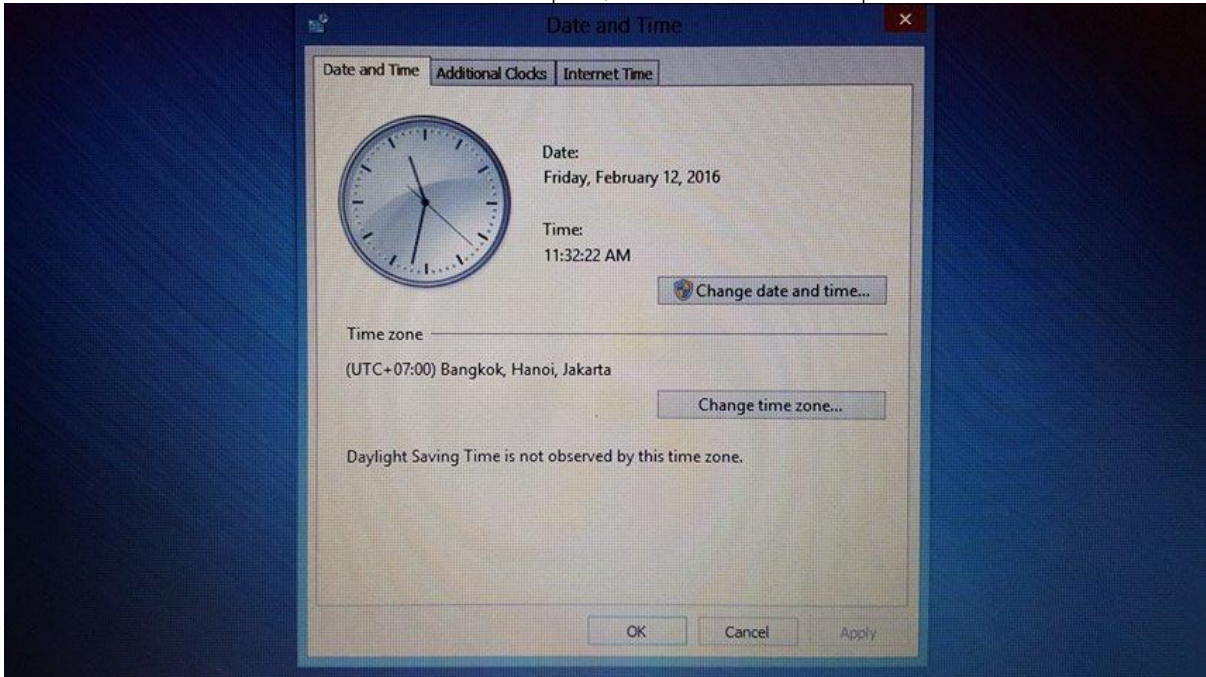 Date and Time
Date and Time Additional Clocks Internet Time
Date:
Friday, February 12, 2016
Time:
11:32:22 AM
Change date and time...
Time zone
(UTC+07:00) Bangkok, Hanoi, Jakarta
Change time zone...
Daylight Saving Time is not observed by this time zone.
OK Cancel Apply